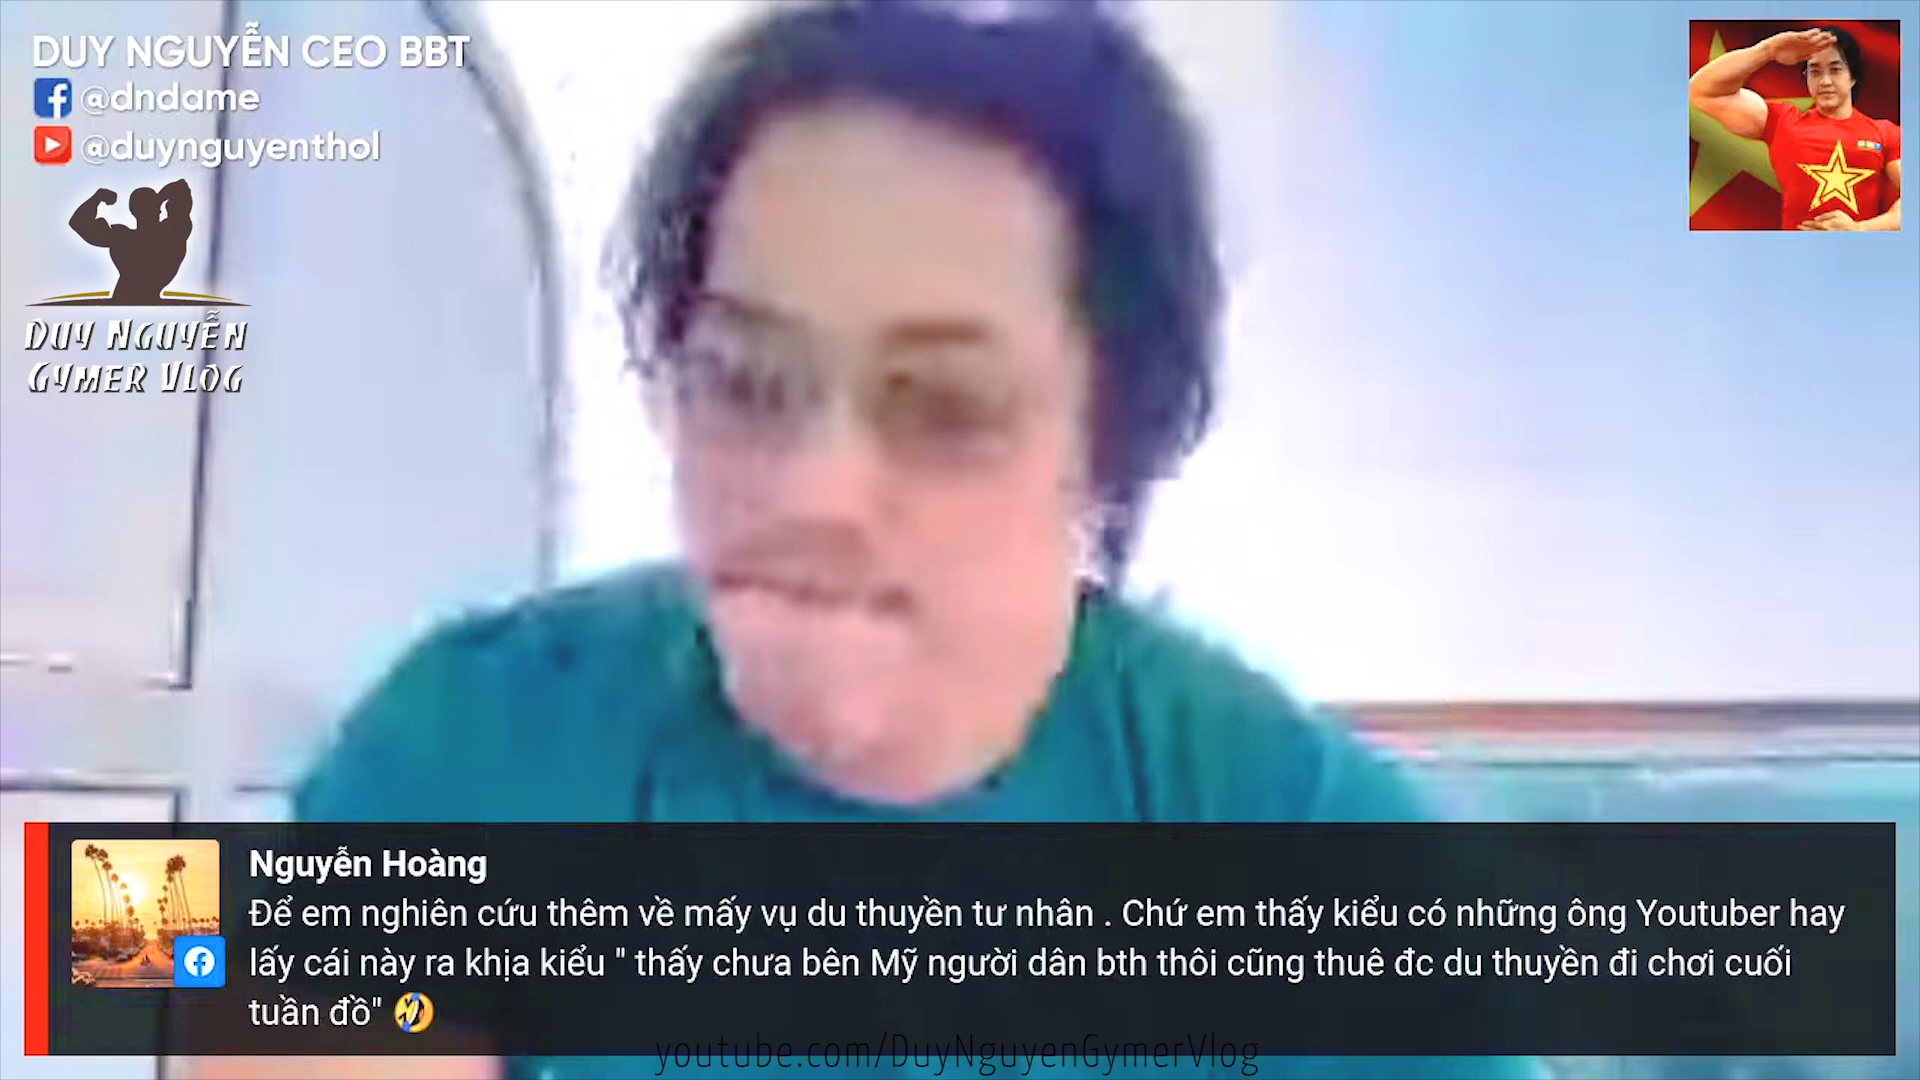 DUY NGUYỄN CEO BBT
@dndame
@duynguyenthol
DUY NGUYỄN
GYMER VLOG
Nguyễn Hoàng
Để em nghiên cứu thêm về mấy vụ du thuyền tư nhân . Chứ em thấy kiểu có những ông Youtuber hay
lấy cái này ra khịa kiểu " thấy chưa bên Mỹ người dân bth thôi cũng thuê đc du thuyền đi chơi cuối
tuần đồ" 🤣
youtube.com/DuyNguyenGymerVlog